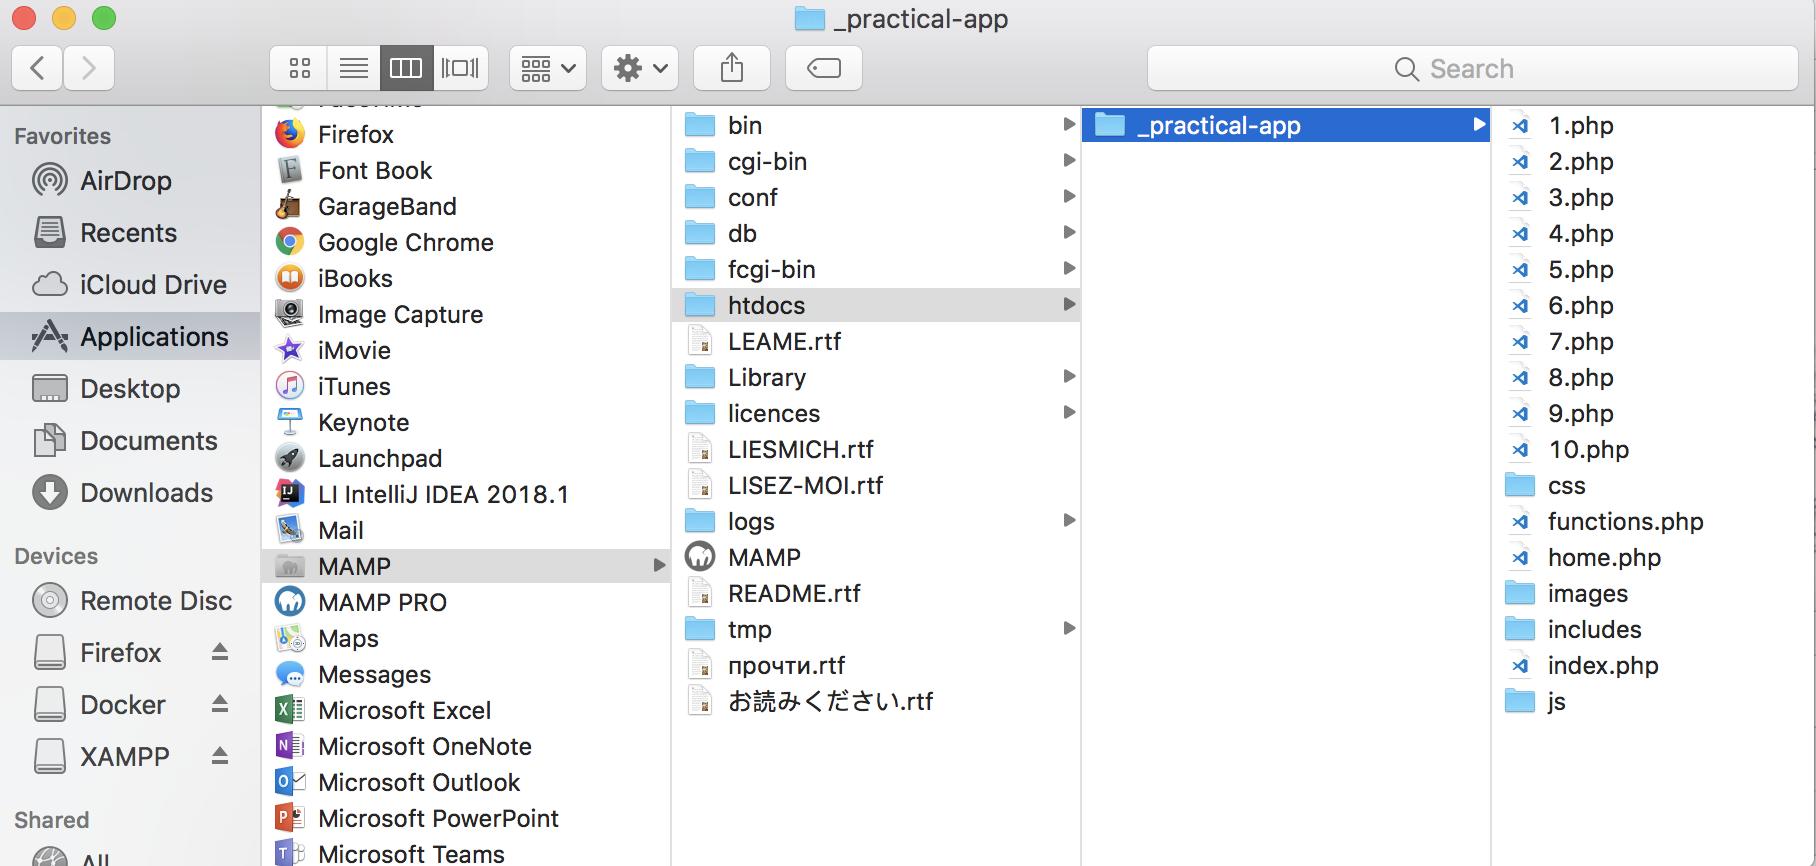 _practical-app
Search
Favorites
AirDrop
Recents
iCloud Drive
Applications
Desktop
Documents
Downloads
Devices
Remote Disc
Firefox
Docker
XAMPP
Shared
All
Firefox
Font Book
GarageBand
Google Chrome
iBooks
Image Capture
iMovie
iTunes
Keynote
Launchpad
LI IntelliJ IDEA 2018.1
Mail
MAMP
MAMP PRO
Maps
Messages
Microsoft Excel
Microsoft OneNote
Microsoft Outlook
Microsoft PowerPoint
Microsoft Teams
bin
cgi-bin
conf
db
fcgi-bin
htdocs
LEAME.rtf
Library
licences
LIESMICH.rtf
LISEZ-MOI.rtf
logs
MAMP
README.rtf
tmp
прочти.rtf
お読みください.rtf
_practical-app
1.php
2.php
3.php
4.php
5.php
6.php
7.php
8.php
9.php
10.php
css
functions.php
home.php
images
includes
index.php
js